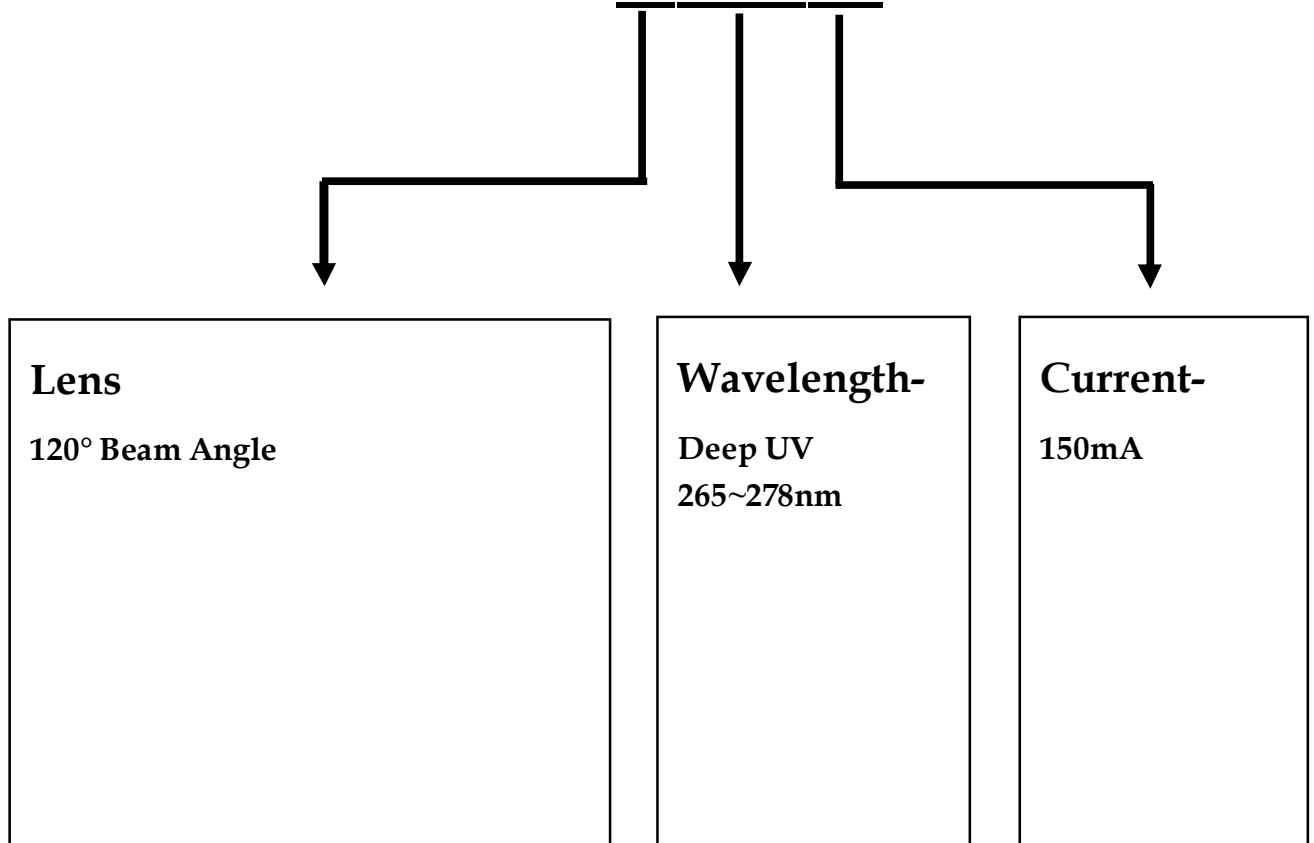 Lens
120° Beam Angle
Wavelength-
Deep UV
265~278nm
Current-
150mA